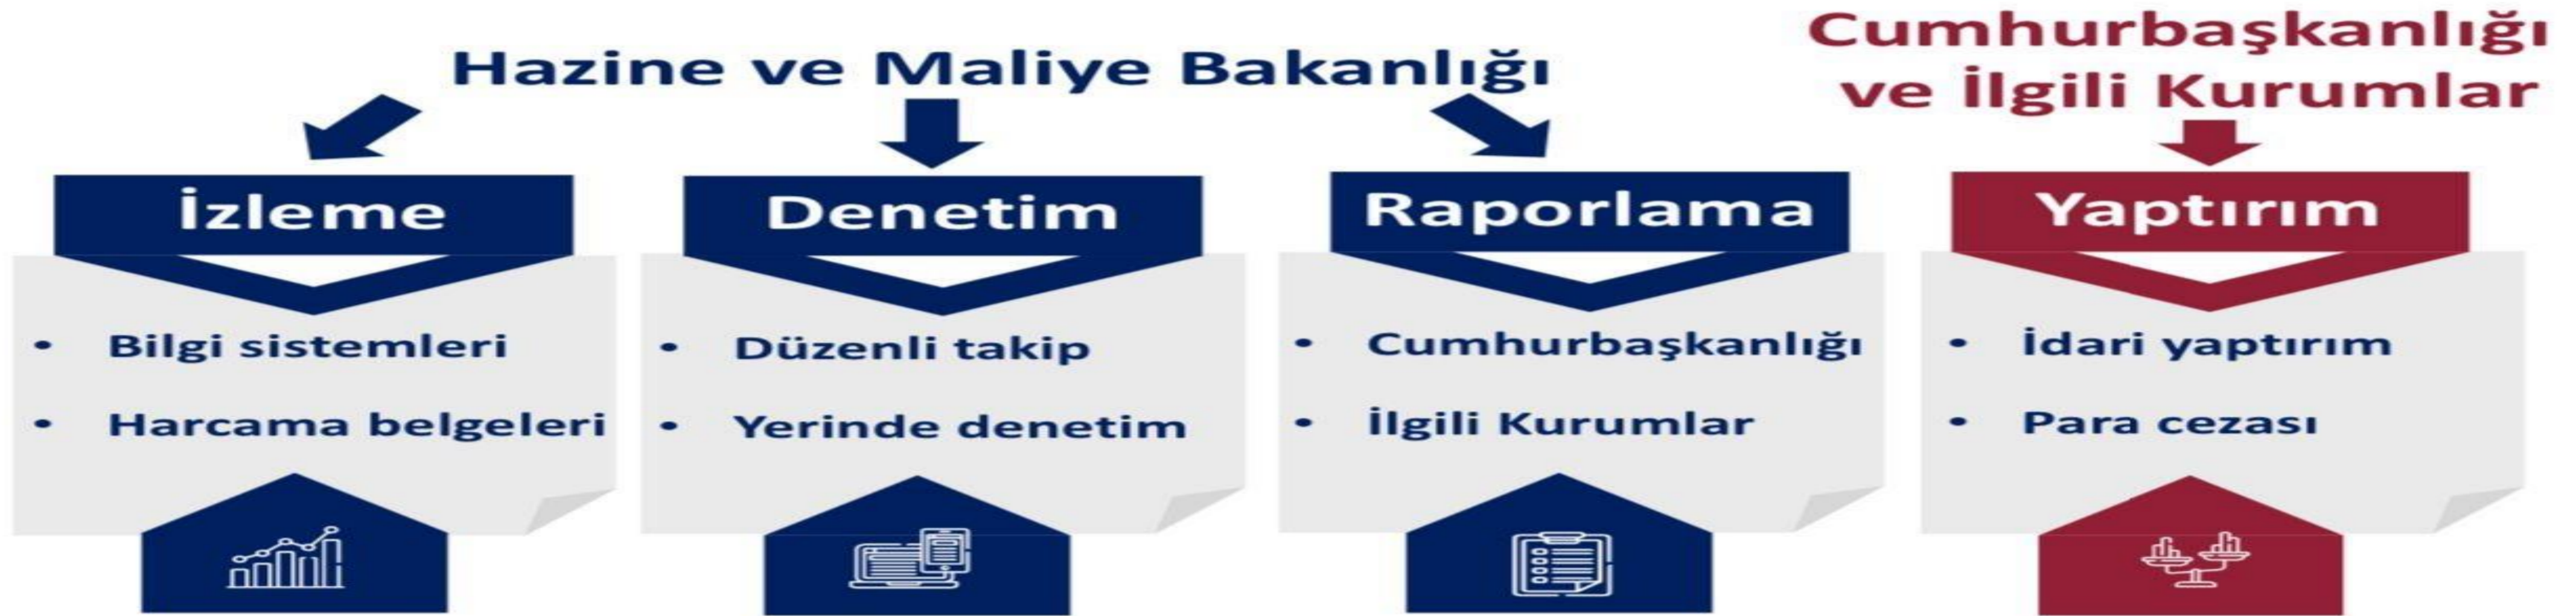 Hazine ve Maliye Bakanlığı
Cumhurbaşkanlığı
ve İlgili Kurumlar
İzleme
• Bilgi sistemleri
• Harcama belgeleri
Denetim
• Düzenli takip
• Yerinde denetim
Raporlama
• Cumhurbaşkanlığı
• İlgili Kurumlar
Yaptırım
• İdari yaptırım
• Para cezası